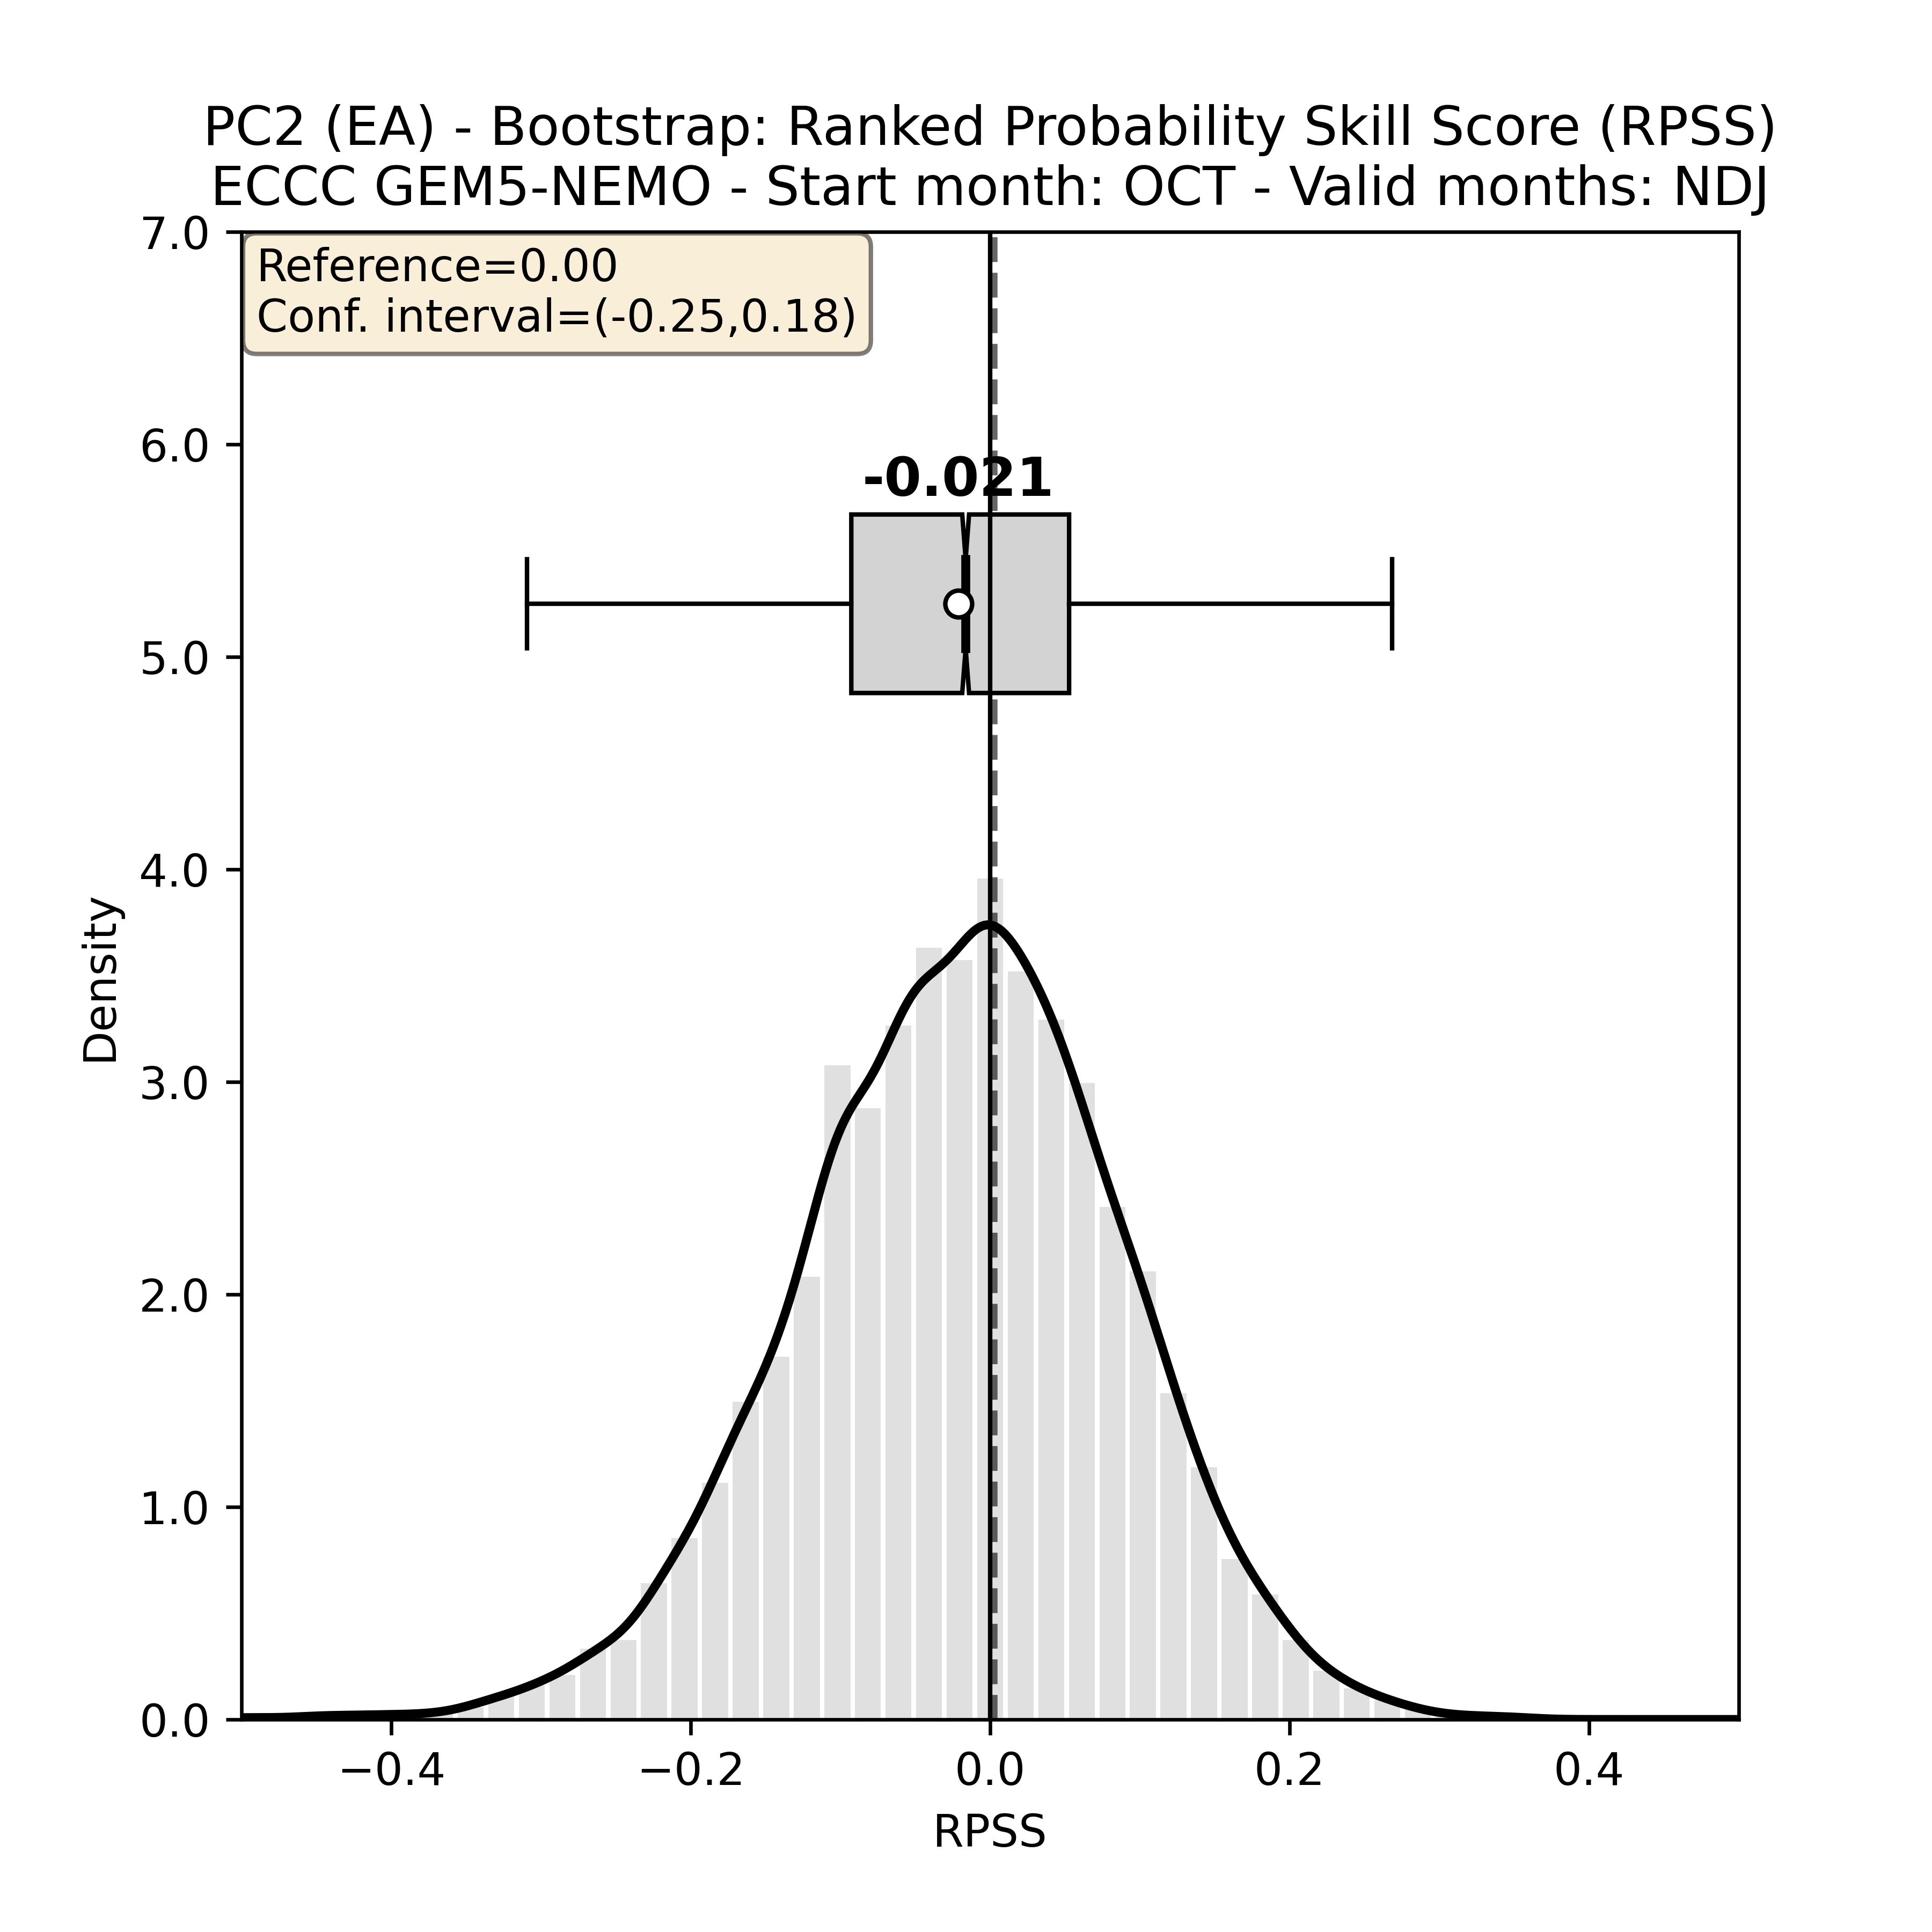 PC2 (EA) - Bootstrap: Ranked Probability Skill Score (RPSS)
ECCC GEM5-NEMO - Start month: OCT - Valid months: NDJ
7.0
Reference=0.00
Conf. interval=(-0.25,0.18)
6.0
-0.021
5.0
4.0
Density
3.0
2.0
1.0
0.0
−0.4 −0.2 0.0 0.2 0.4
RPSS